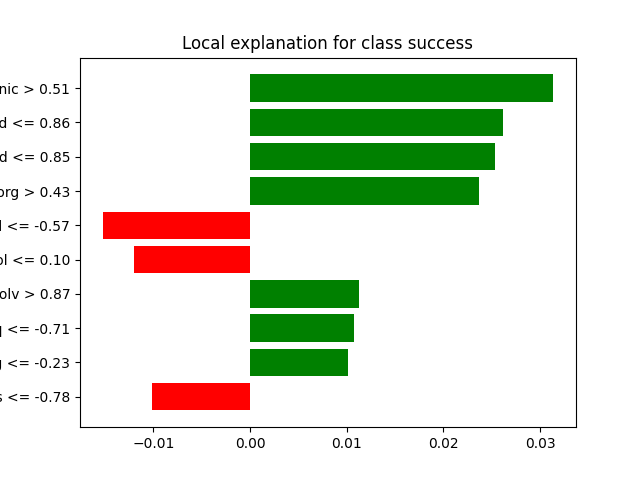 Local explanation for class success
nic > 0.51
d <= 0.86
d <= 0.85
org > 0.43
<= -0.57
ol <= 0.10
olv > 0.87
<= -0.71
g <= -0.23
s <= -0.78
−0.01 0.00 0.01 0.02 0.03